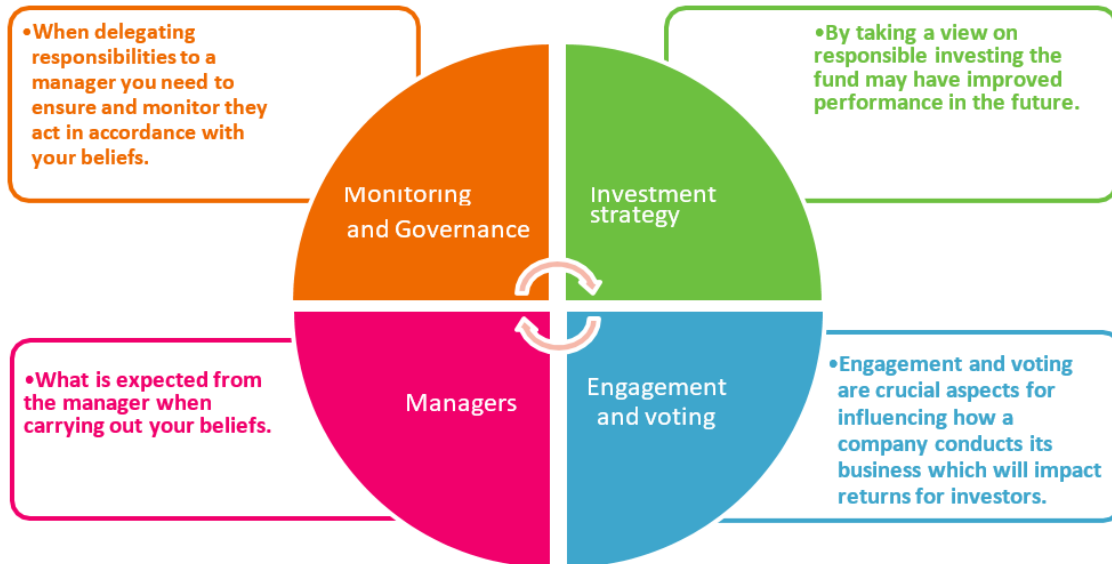 •When delegating
responsibilities to a
manager you need to
ensure and monitor they
act in accordance with
your beliefs.
•By taking a view on
responsible investing the
fund may have improved
performance in the future.
Monitoring
and Governance
Investment
strategy
•What is expected from
the manager when
carrying out your beliefs.
Managers
Engagement
and voting
•Engagement and voting
are crucial aspects for
influencing how a
company conducts its
business which will impact
returns for investors.